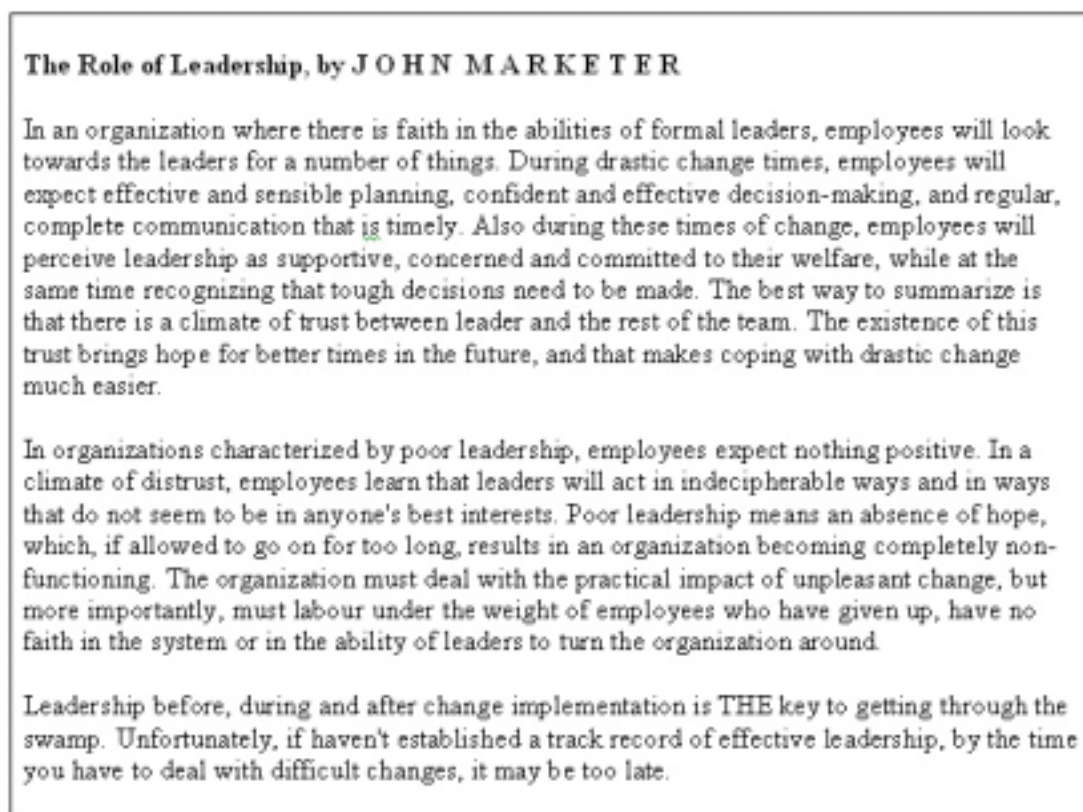 The Role of Leadership, by J O H N M A R K E T E R
In an organization where there is faith in the abilities of formal leaders, employees will look
towards the leaders for a number of things. During drastic change times, employees will
expect effective and sensible planning, confident and effective decision-making, and regular,
complete communication that is timely. Also during these times of change, employees will
perceive leadership as supportive, concerned and committed to their welfare, while at the
same time recognizing that tough decisions need to be made. The best way to summarize is
that there is a climate of trust between leader and the rest of the team. The existence of this
trust brings hope for better times in the future, and that makes coping with drastic change
much easier.
In organizations characterized by poor leadership, employees expect nothing positive. In a
climate of distrust, employees learn that leaders will act in indecipherable ways and in ways
that do not seem to be in anyone's best interests. Poor leadership means an absence of hope,
which, if allowed to go on for too long, results in an organization becoming completely non-
functioning. The organization must deal with the practical impact of unpleasant change, but
more importantly, must labour under the weight of employees who have given up, have no
faith in the system or in the ability of leaders to turn the organization around.
Leadership before, during and after change implementation is THE key to getting through the
swamp. Unfortunately, if haven't established a track record of effective leadership, by the time
you have to deal with difficult changes, it may be too late.